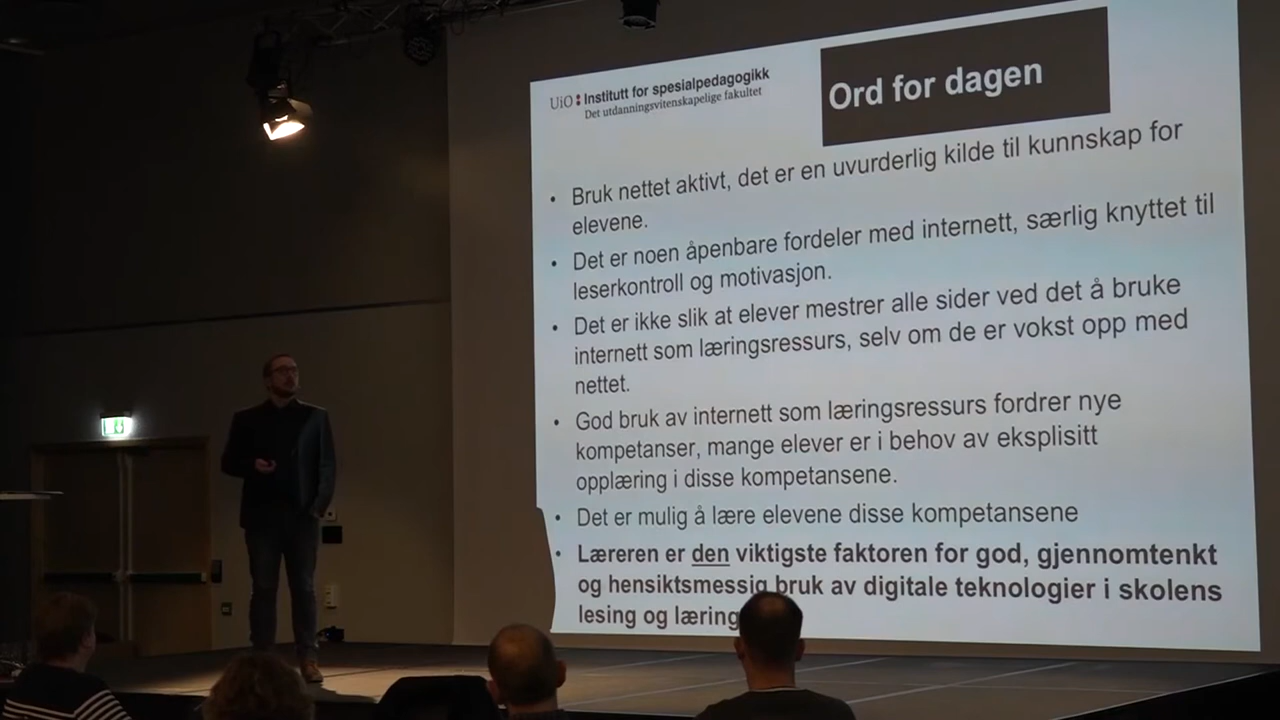 UiO : Institutt for spesialpedagogikk
Det utdanningsvitenskapelige fakultet
Ord for dagen
• Bruk nettet aktivt, det er en uvurderlig kilde til kunnskap for
elevene.
• Det er noen åpenbare fordeler med internett, særlig knyttet til
leserkontroll og motivasjon.
• Det er ikke slik at elever mestrer alle sider ved det å bruke
internett som læringsressurs, selv om de er vokst opp med
nettet.
• God bruk av internett som læringsressurs fordrer nye
kompetanser, mange elever er i behov av eksplisitt
opplæring i disse kompetansene.
• Det er mulig å lære elevene disse kompetansene
• Læreren er den viktigste faktoren for god, gjennomtenkt
og hensiktsmessig bruk av digitale teknologier i skolens
lesing og læring